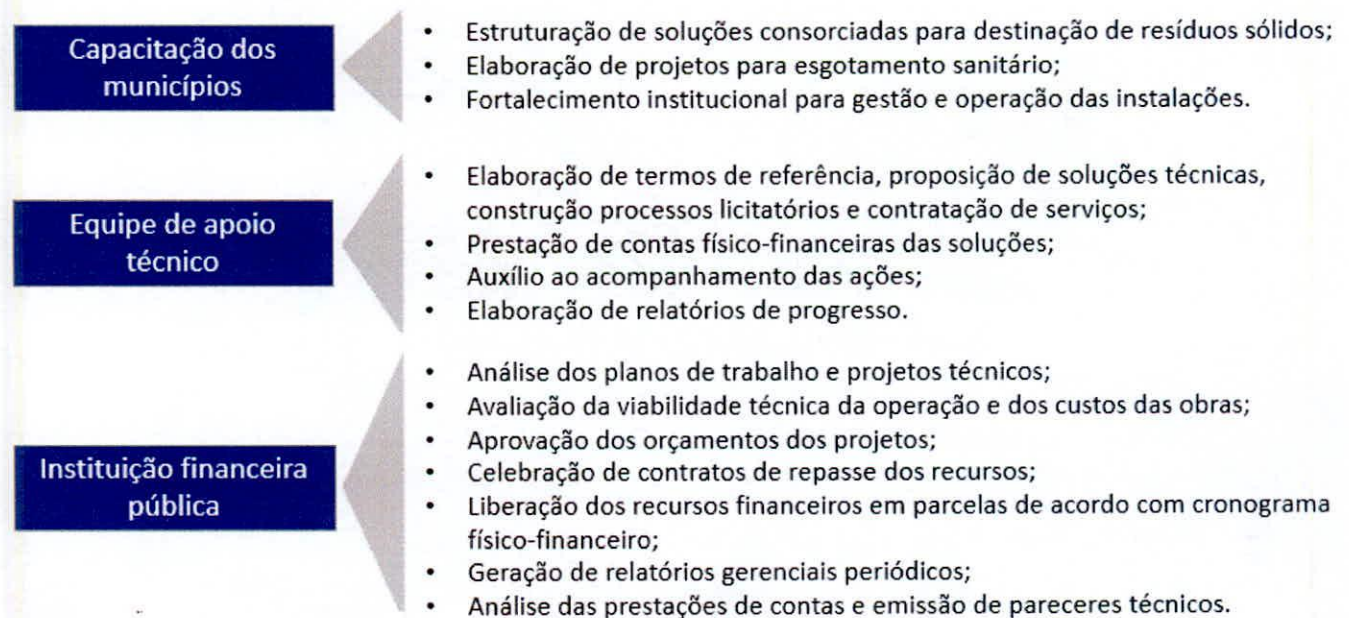 Capacitação dos
municípios
• Estruturação de soluções consorciadas para destinação de resíduos sólidos;
• Elaboração de projetos para esgotamento sanitário;
• Fortalecimento institucional para gestão e operação das instalações.
Equipe de apoio
técnico
• Elaboração de termos de referência, proposição de soluções técnicas,
construção processos licitatórios e contratação de serviços;
• Prestação de contas físico-financeiras das soluções;
• Auxílio ao acompanhamento das ações;
• Elaboração de relatórios de progresso.
Instituição financeira
pública
• Análise dos planos de trabalho e projetos técnicos;
• Avaliação da viabilidade técnica da operação e dos custos das obras;
• Aprovação dos orçamentos dos projetos;
• Celebração de contratos de repasse dos recursos;
• Liberação dos recursos financeiros em parcelas de acordo com cronograma
físico-financeiro;
• Geração de relatórios gerenciais periódicos;
• Análise das prestações de contas e emissão de pareceres técnicos.